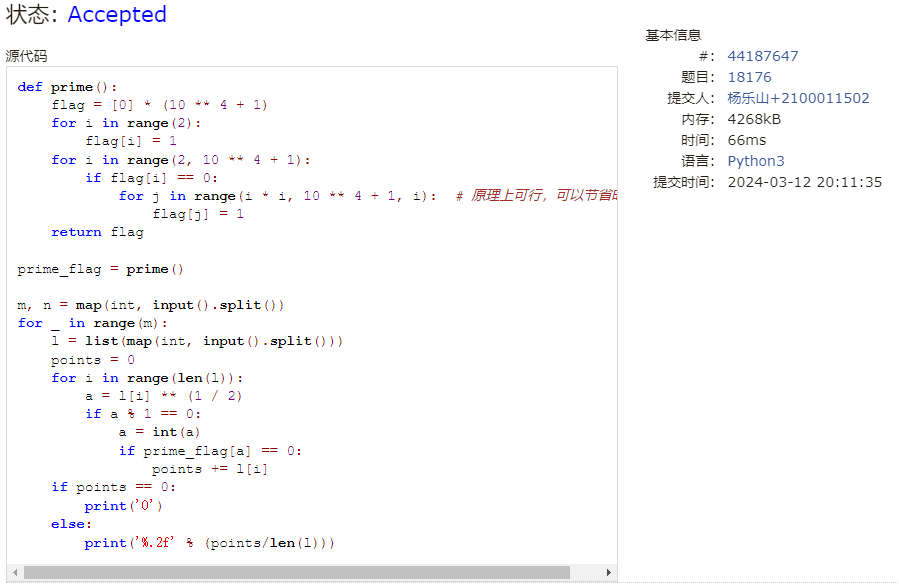 状态: Accepted
源代码
def prime():
    flag = [0] * (10 ** 4 + 1)
    for i in range(2):
        flag[i] = 1
    for i in range(2, 10 ** 4 + 1):
        if flag[i] == 0:
            for j in range(i * i, 10 ** 4 + 1, i):  # 原理上可行，可以节省
                flag[j] = 1
    return flag
prime_flag = prime()
m, n = map(int, input().split())
for _ in range(m):
    l = list(map(int, input().split()))
    points = 0
    for i in range(len(l)):
        a = l[i] ** (1 / 2)
        if a % 1 == 0:
            a = int(a)
            if prime_flag[a] == 0:
                points += l[i]
    if points == 0:
        print('0')
    else:
        print('%.2f' % (points/len(l)))
基本信息
#: 44187647
题目: 18176
提交人: 杨乐山+2100011502
内存: 4268kB
时间: 66ms
语言: Python3
提交时间: 2024-03-12 20:11:35